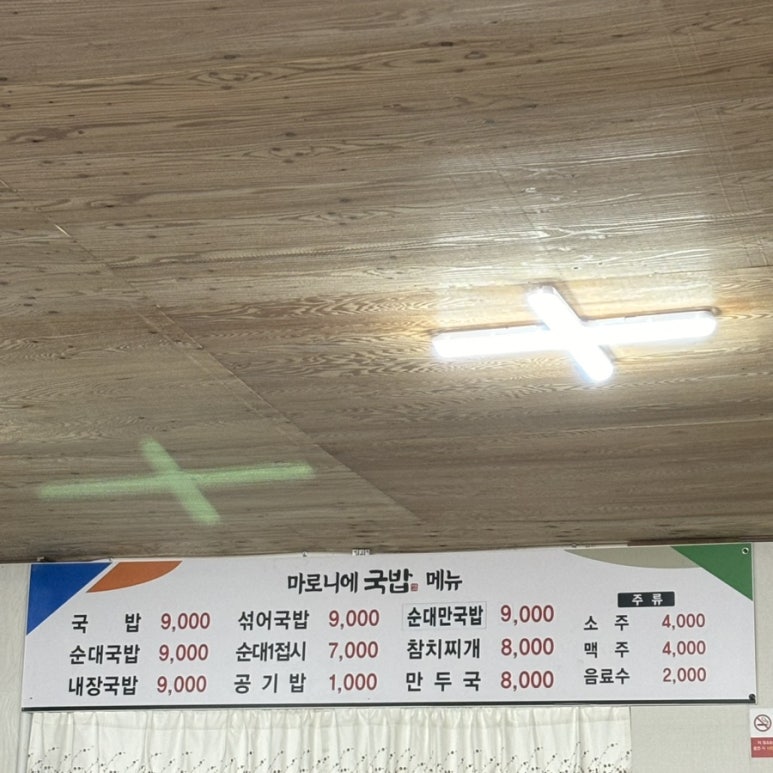 마로니에 국밥 메뉴
국 밥 9,000 섞어국밥 9,000 순대만국밥 9,000
순대국밥 9,000 순대1접시 7,000 참치찌개 8,000
내장국밥 9,000 공 기 밥 1,000 만 두 국 8,000
주 류
소 주 4,000
맥 주 4,000
음료수 2,000